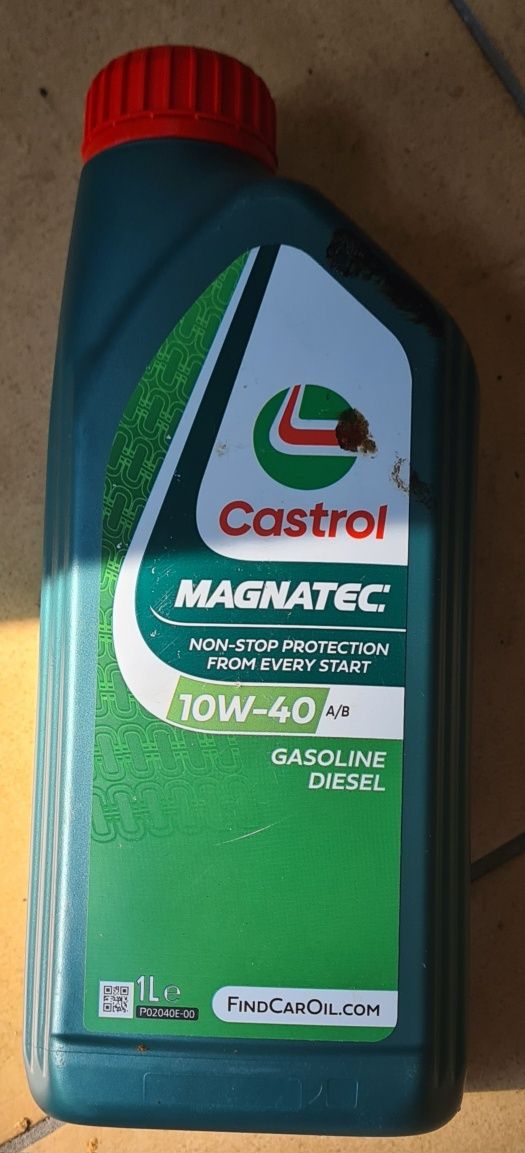 Castrol
MAGNATEC
NON-STOP PROTECTION
FROM EVERY START
10W-40 A/B
GASOLINE
DIESEL
1L e
P02040E-00
FINDCAROIL.COM